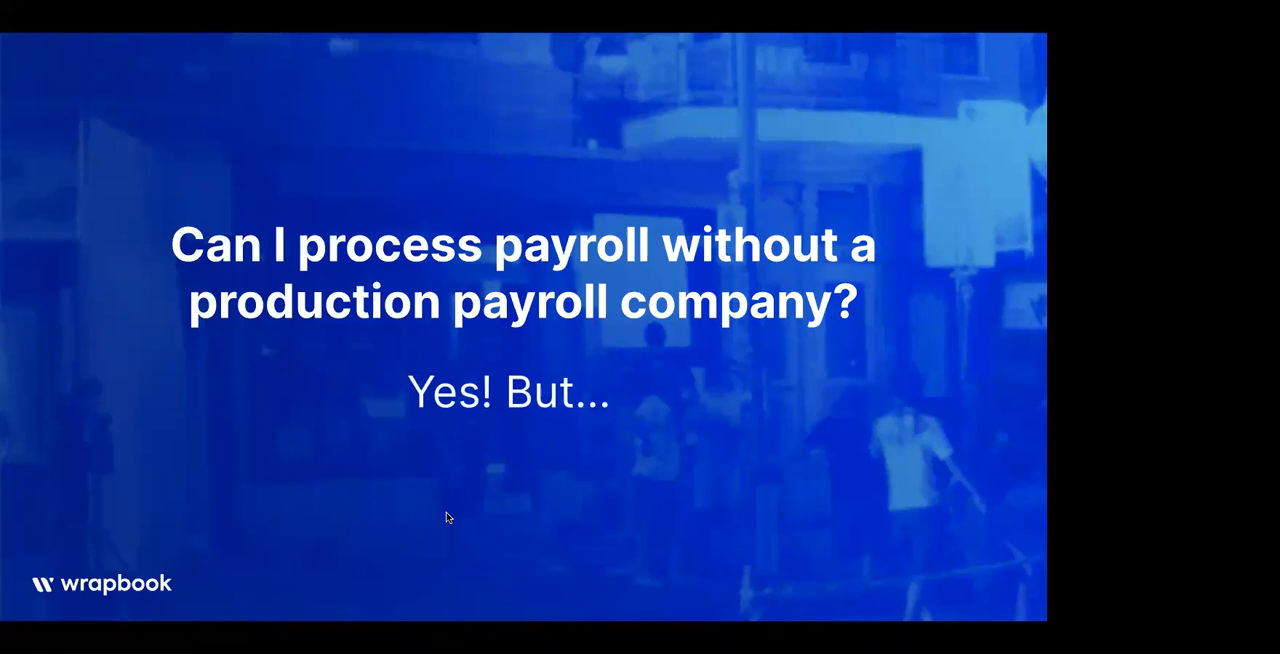 Can I process payroll without a
production payroll company?
Yes! But...
wrapbook